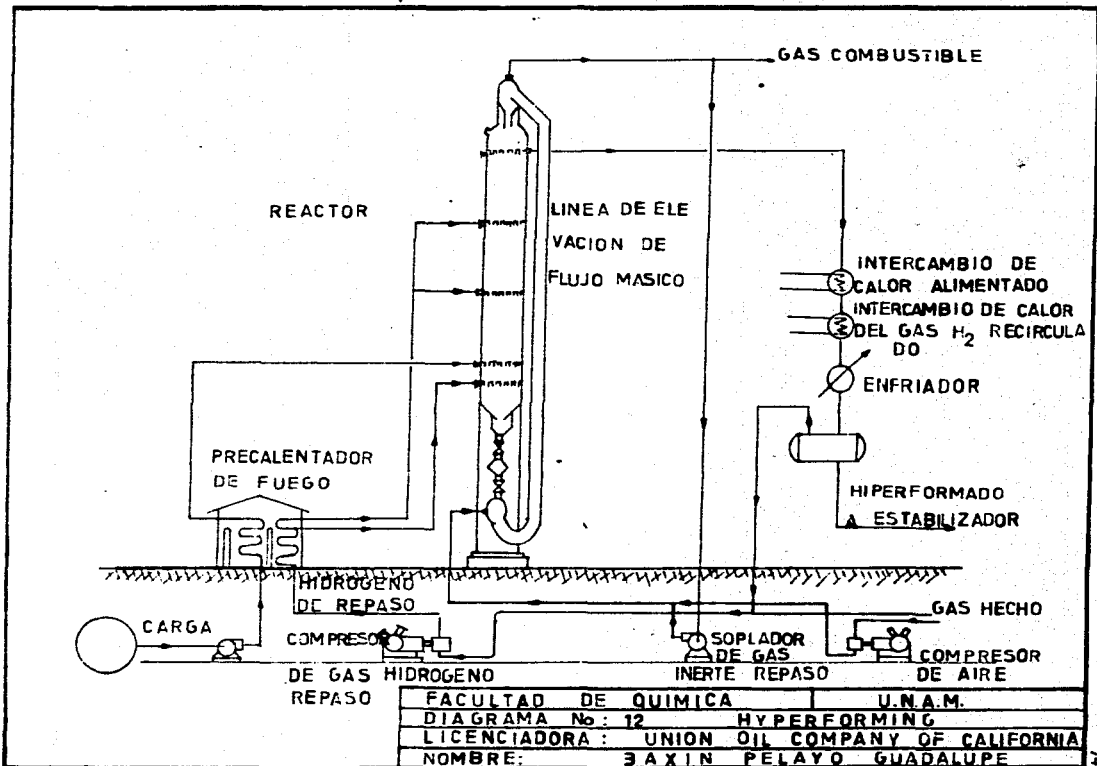 GAS COMBUSTIBLE
REACTOR
LINEA DE ELE
VACION DE
FLUJO MASICO
INTERCAMBIO DE
CALOR ALIMENTADO
INTERCAMBIO DE CALOR
DEL GAS H2 RECIRCULA
DO
ENFRIADOR
PRECALENTADOR
DE FUEGO
HIPERFORMADO
A ESTABILIZADOR
HIDROGENO
DE REPASO
GAS HECHO
CARGA
COMPRESOR
DE GAS HIDROGENO
REPASO
SOPLADOR
DE GAS
INERTE REPASO
COMPRESOR
DE AIRE
FACULTAD DE QUIMICA U.N.A.M.
DIAGRAMA No: 12 HYPERFORMING
LICENCIADORA: UNION OIL COMPANY OF CALIFORNIA
NOMBRE: BAXIN PELAYO GUADALUPE